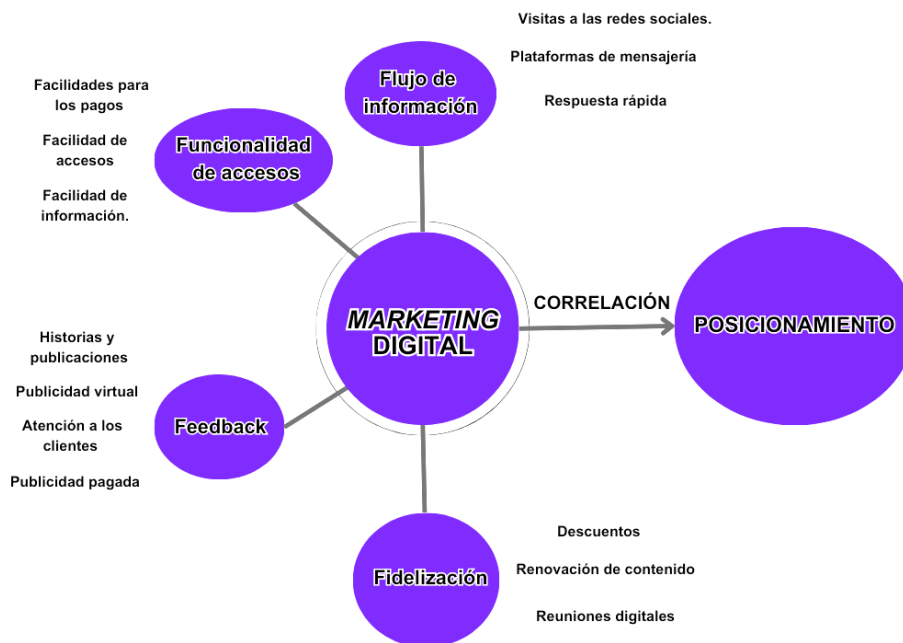 Visitas a las redes sociales.
Plataformas de mensajería
Respuesta rápida
Flujo de
información
Facilidades para
los pagos
Facilidad de
accesos
Facilidad de
información.
Funcionalidad
de accesos
MARKETING
DIGITAL
CORRELACIÓN
POSICIONAMIENTO
Historias y
publicaciones
Publicidad virtual
Atención a los
clientes
Publicidad pagada
Feedback
Fidelización
Descuentos
Renovación de contenido
Reuniones digitales